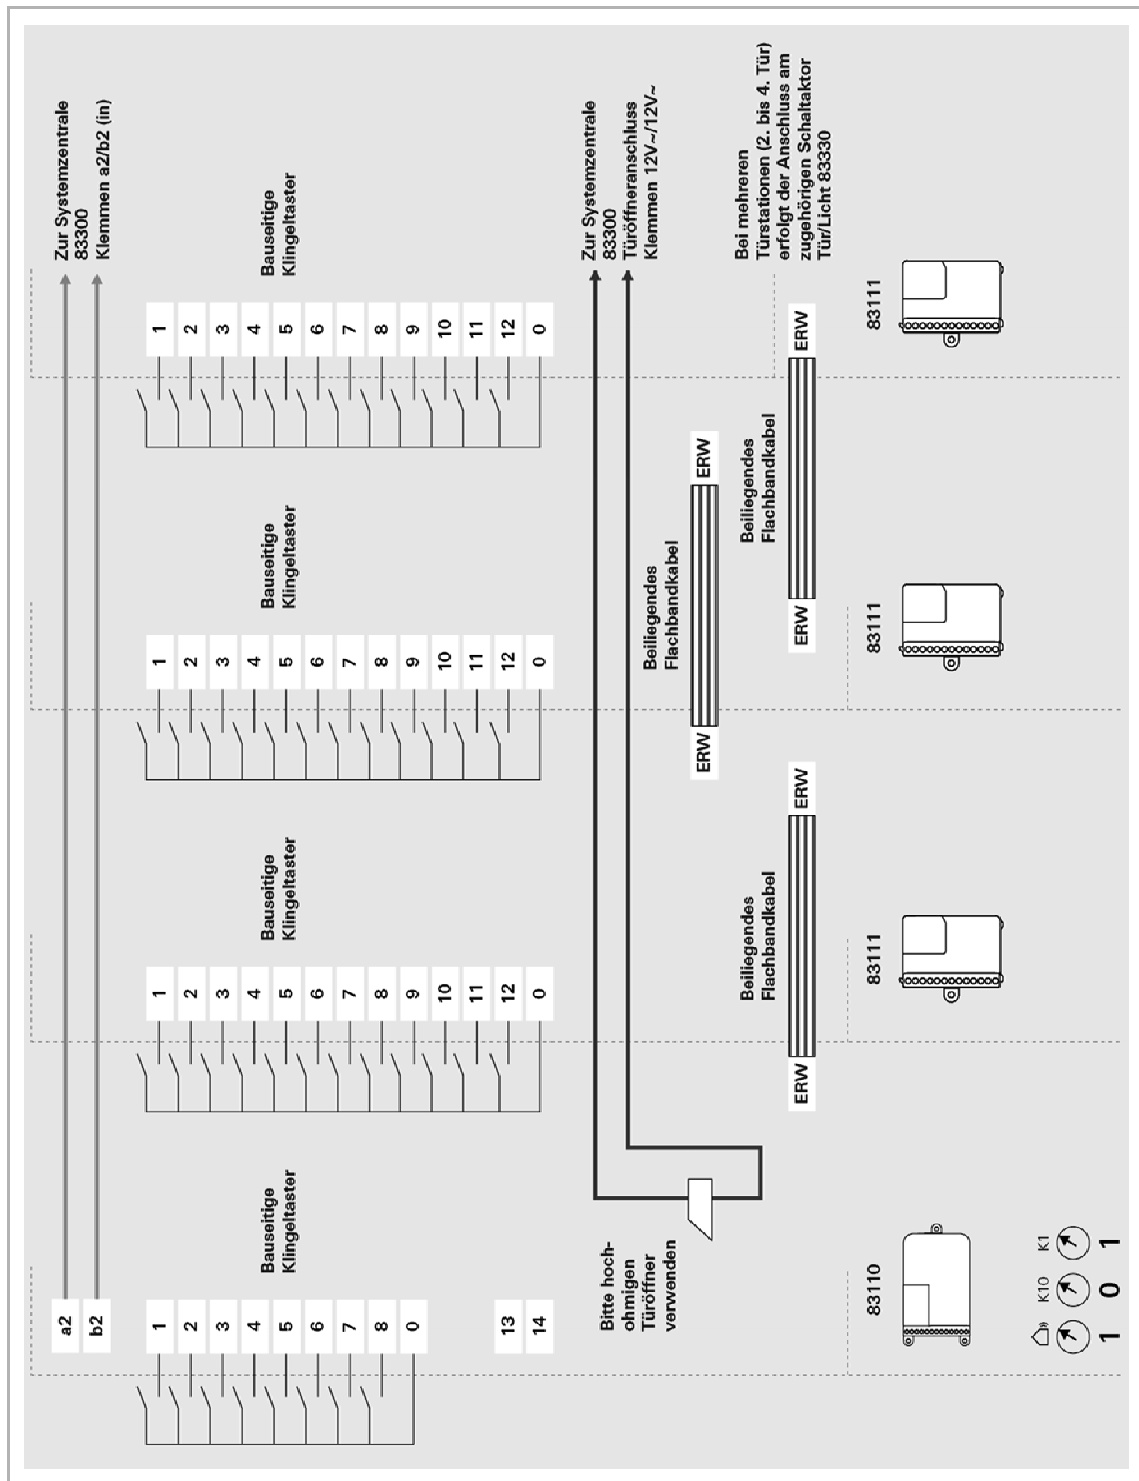 a2
b2
Zur Systemzentrale
83300
Klemmen a2/b2 (in)
1
2
3
4
5
6
7
8
0
13
14
Bauseitige
Klingeltaster
1
2
3
4
5
6
7
8
9
10
11
12
0
Bauseitige
Klingeltaster
1
2
3
4
5
6
7
8
9
10
11
12
0
Bauseitige
Klingeltaster
1
2
3
4
5
6
7
8
9
10
11
12
0
Bauseitige
Klingeltaster
Bitte hoch-
ohmigen
Türöffner
verwenden
Zur Systemzentrale
83300
Türöffneranschluss
Klemmen 12V~/12V~
Bei mehreren
Türstationen (2. bis 4. Tür)
erfolgt der Anschluss am
zugehörigen Schaltaktor
Tür/Licht 83330
Beiliegendes
Flachbandkabel
ERW
ERW
Beiliegendes
Flachbandkabel
ERW
ERW
Beiliegendes
Flachbandkabel
ERW
ERW
83110
83111
83111
83111
K10
K1
1
0
1